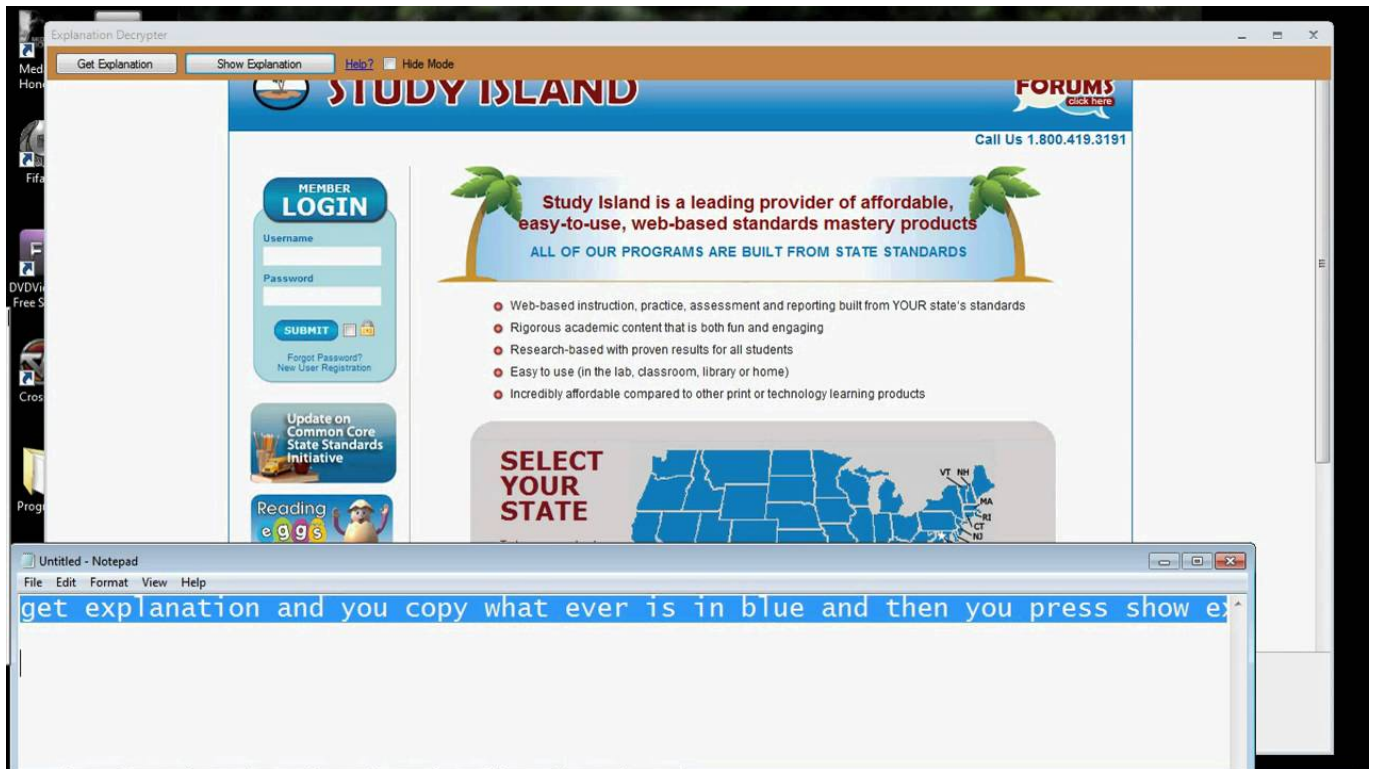 Explanation Decrypter
Get Explanation Show Explanation Help? Hide Mode
STUDY ISLAND
FORUMS
click here
Call Us 1.800.419.3191
MEMBER
LOGIN
Username
Password
SUBMIT
Forgot Password?
New User Registration
Study Island is a leading provider of affordable,
easy-to-use, web-based standards mastery products
ALL OF OUR PROGRAMS ARE BUILT FROM STATE STANDARDS
Web-based instruction, practice, assessment and reporting built from YOUR state's standards
Rigorous academic content that is both fun and engaging
Research-based with proven results for all students
Easy to use (in the lab, classroom, library or home)
Incredibly affordable compared to other print or technology learning products
Update on
Common Core
State Standards
Initiative
Reading
eggs
SELECT
YOUR
STATE
VT NH
MA
RI
CT
NJ
Med
Hono
Fifa
DVDVi
Free S
Cros
Progr
Untitled - Notepad
File Edit Format View Help
get explanation and you copy what ever is in blue and then you press show ex